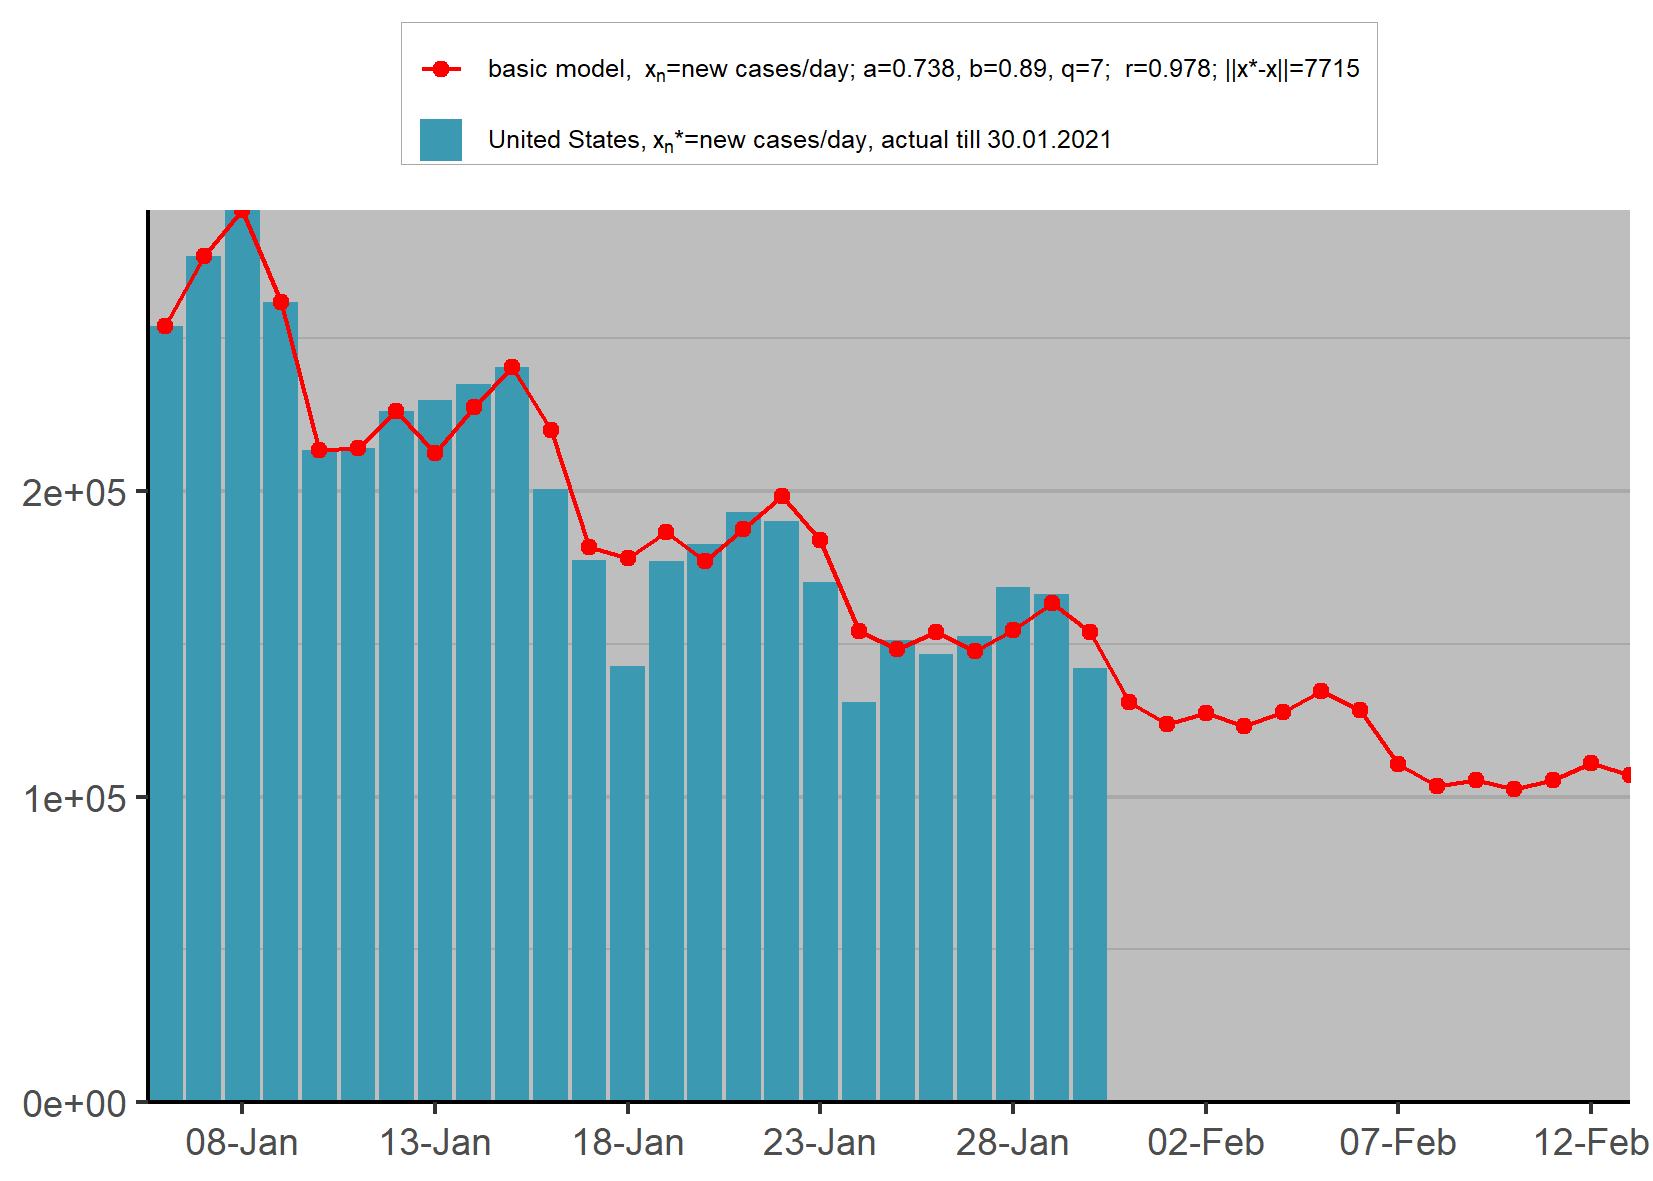 basic model, xn=new cases/day; a=0.738, b=0.89, q=7; r=0.978; ||x*-x||=7715
United States, xn*=new cases/day, actual till 30.01.2021
2e+05
1e+05
0e+00
08-Jan 13-Jan 18-Jan 23-Jan 28-Jan 02-Feb 07-Feb 12-Feb